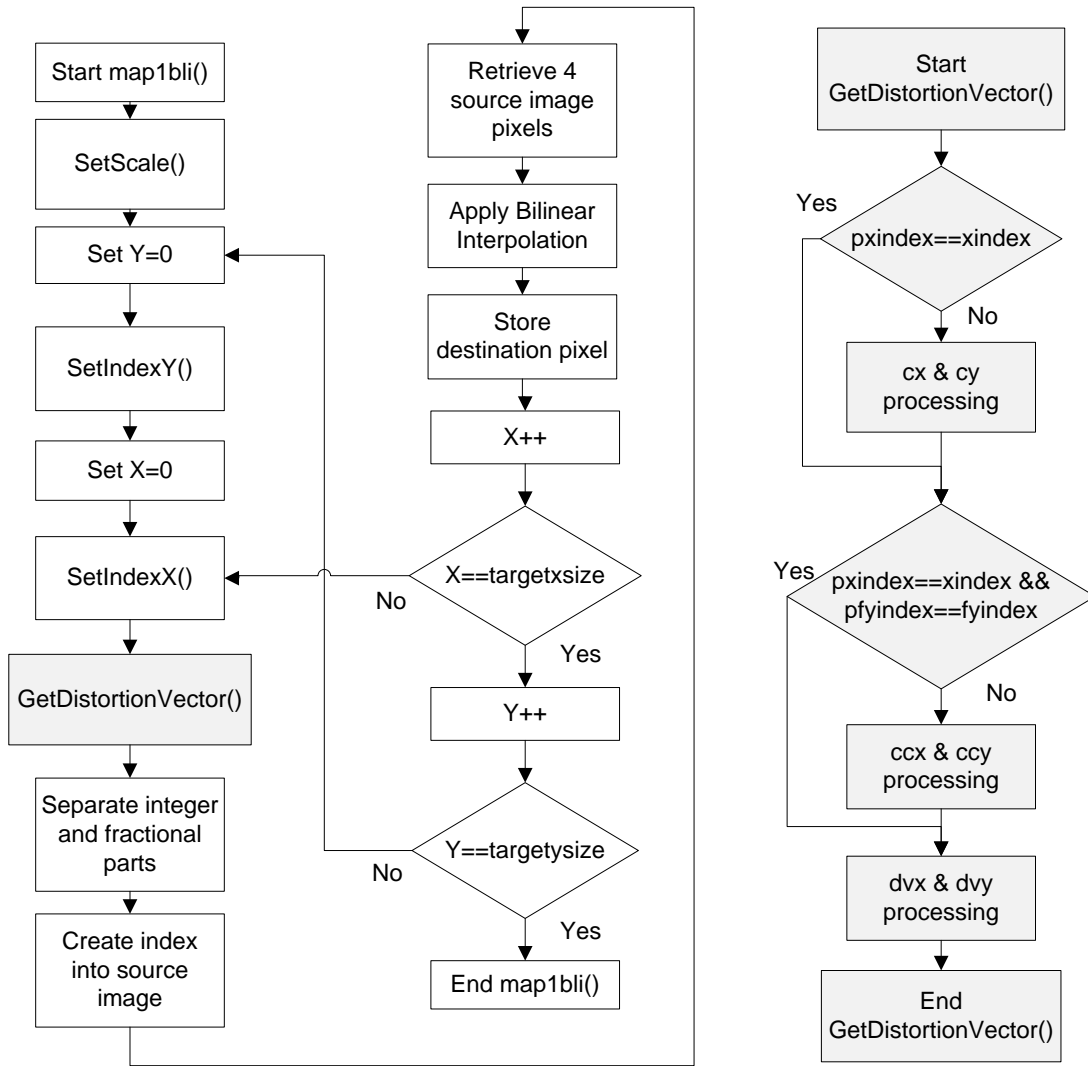 Start map1bli()
SetScale()
Set Y=0
SetIndexY()
Set X=0
SetIndexX()
GetDistortionVector()
Separate integer
and fractional
parts
Create index
into source
image
Retrieve 4
source image
pixels
Apply Bilinear
Interpolation
Store
destination pixel
X++
X==targetxsize
No
Yes
Y++
Y==targetysize
No
Yes
End map1bli()
Start
GetDistortionVector()
Yes
pxindex==xindex
No
cx & cy
processing
Yes
pxindex==xindex &&
pfyindex==fyindex
No
ccx & ccy
processing
dvx & dvy
processing
End
GetDistortionVector()